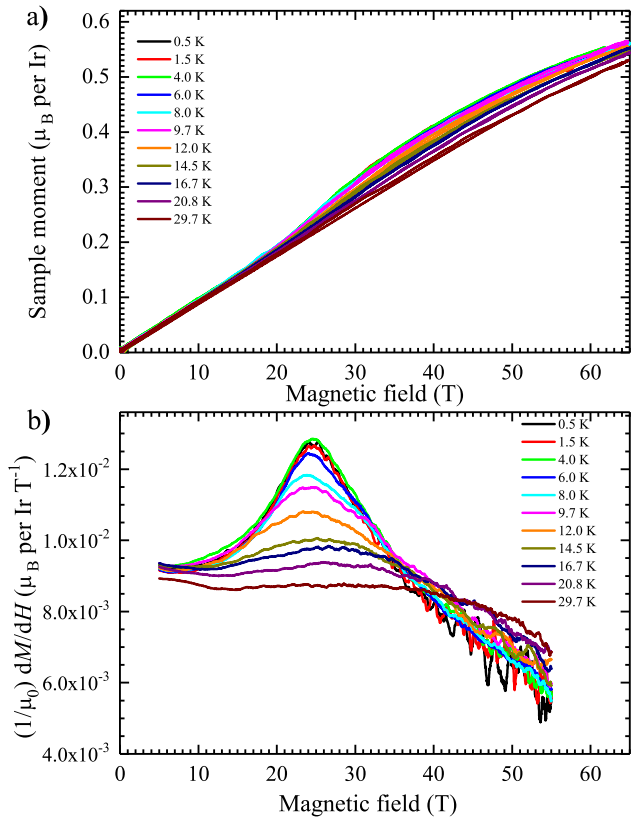 a)
0.6
0.5
0.4
0.3
0.2
0.1
0.0
Sample moment (μB per Ir)
0.5 K
1.5 K
4.0 K
6.0 K
8.0 K
9.7 K
12.0 K
14.5 K
16.7 K
20.8 K
29.7 K
0 10 20 30 40 50 60
Magnetic field (T)
b)
1.2x10⁻²
1.0x10⁻²
8.0x10⁻³
6.0x10⁻³
4.0x10⁻³
(1/μ₀) dM/dH (μB per Ir T⁻¹)
0.5 K
1.5 K
4.0 K
6.0 K
8.0 K
9.7 K
12.0 K
14.5 K
16.7 K
20.8 K
29.7 K
0 10 20 30 40 50 60
Magnetic field (T)